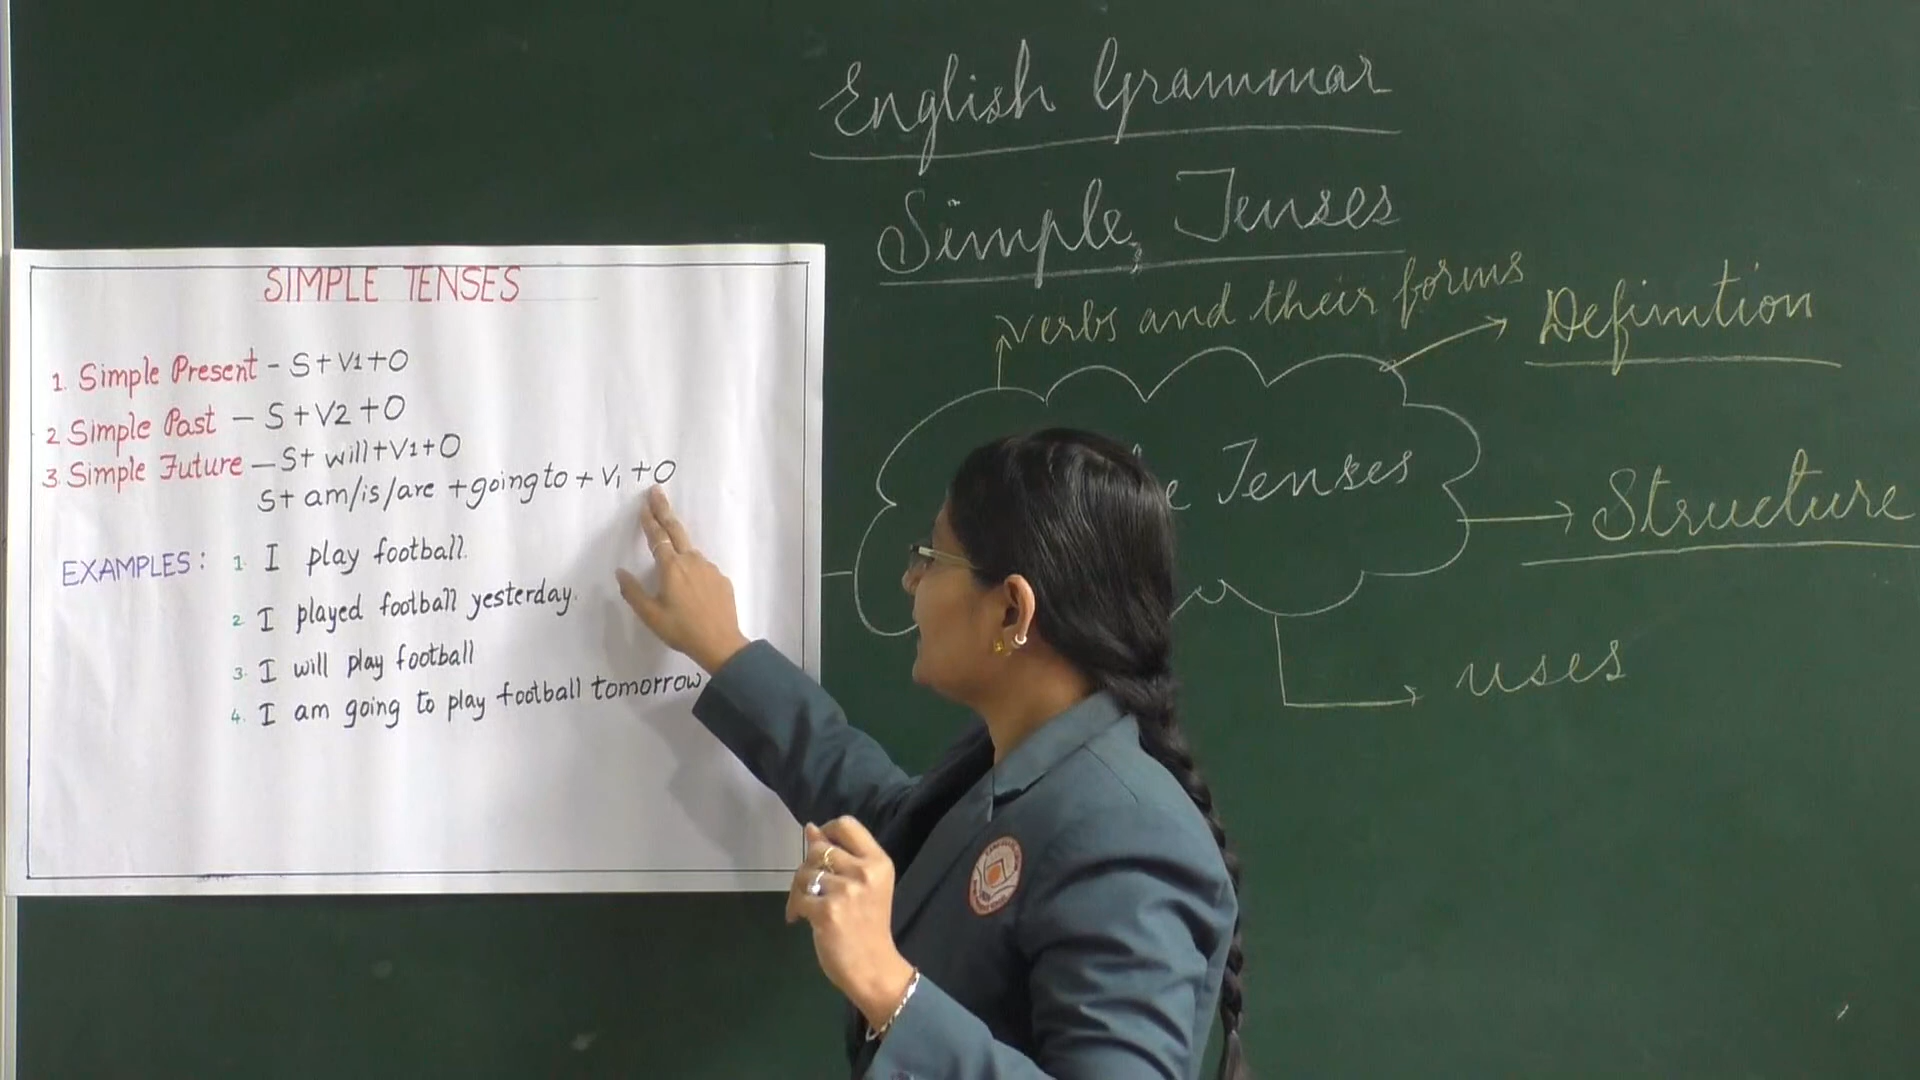 SIMPLE TENSES
1. Simple Present - S+V1+O
2 Simple Past - S+V2+O
3. Simple Future - S+ will+V1+O
S+ am/is/are +going to + V1 +O
EXAMPLES: 1. I play football.
2. I played football yesterday.
3. I will play football
4. I am going to play football tomorrow
English Grammar
Simple Tenses
verbs and their forms
Definition
Tenses
Structure
uses